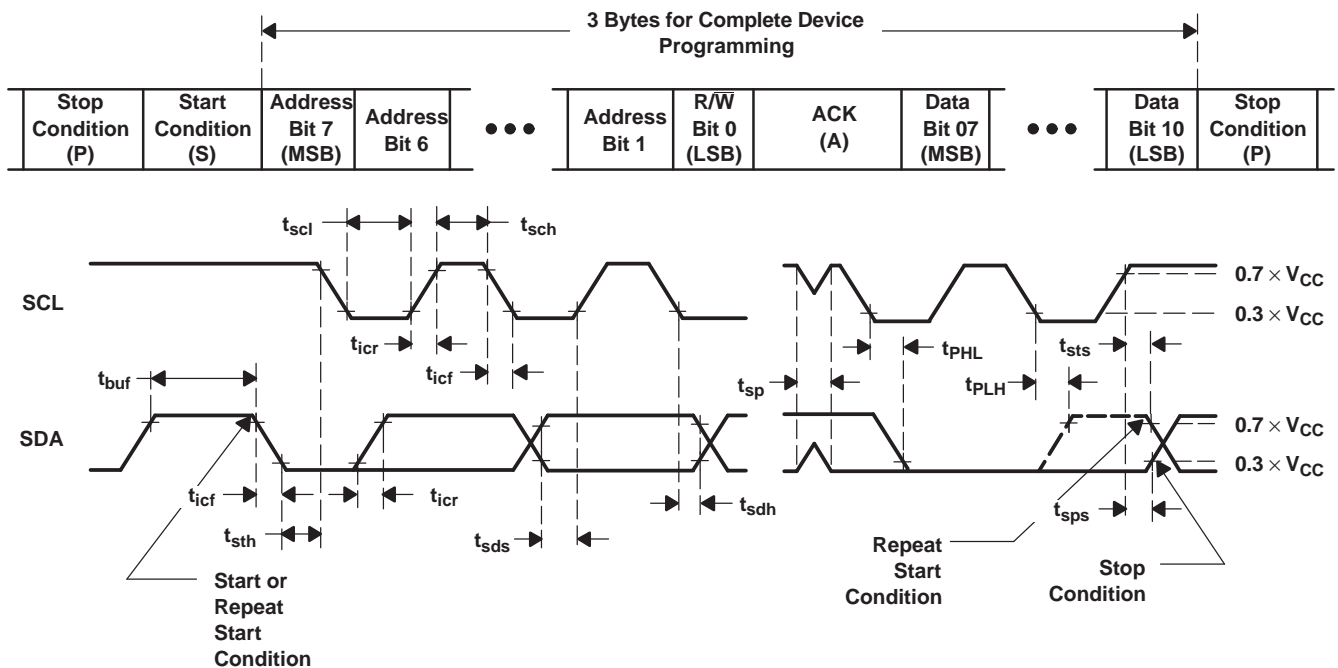 3 Bytes for Complete Device
Programming
Stop
Condition
(P)
Start
Condition
(S)
Address
Bit 7
(MSB)
Address
Bit 6
•••
Address
Bit 1
R/W̅
Bit 0
(LSB)
ACK
(A)
Data
Bit 07
(MSB)
•••
Data
Bit 10
(LSB)
Stop
Condition
(P)
tscl
tsch
SCL
0.7 × VCC
0.3 × VCC
ticr
ticf
tPHL
tsts
tbuf
tsp
tPLH
SDA
0.7 × VCC
0.3 × VCC
ticf
ticr
tsdh
tsps
tsth
tsds
Start or
Repeat
Start
Condition
Repeat
Start
Condition
Stop
Condition